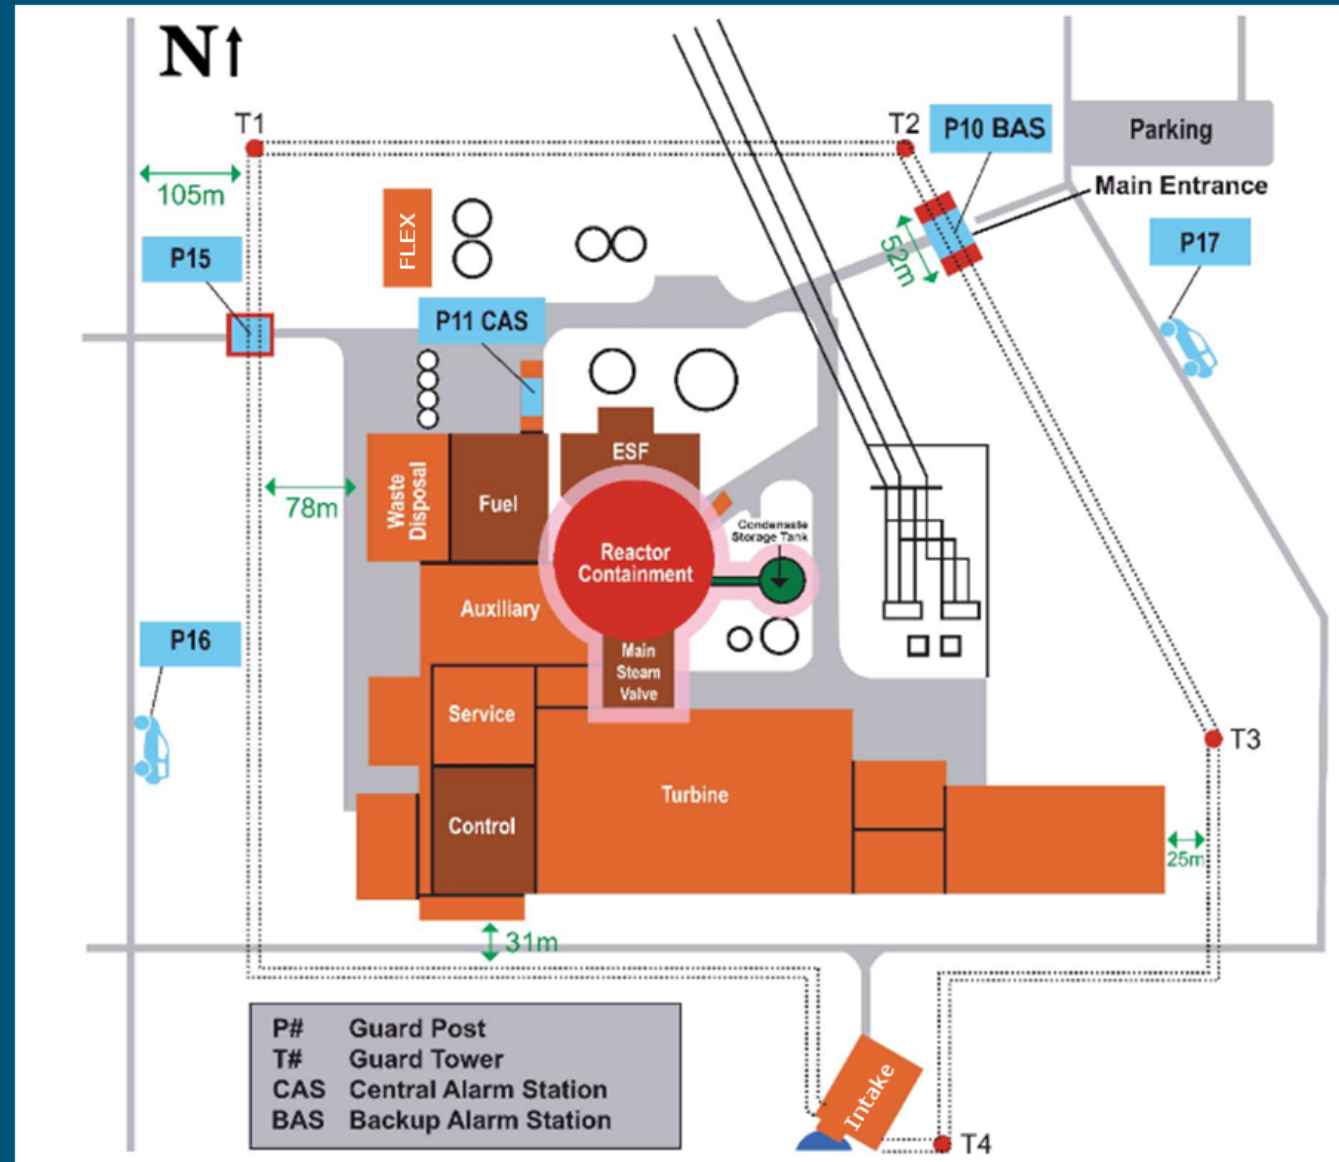 N
T1
T2
P10 BAS
Parking
105m
Main Entrance
FLEX
P15
52m
P17
P11 CAS
ESF
Waste
Disposal
Fuel
78m
Condensate
Storage Tank
Reactor
Containment
Auxiliary
P16
Main
Steam
Valve
Service
T3
Turbine
Control
25m
31m
P# Guard Post
T# Guard Tower
CAS Central Alarm Station
BAS Backup Alarm Station
Intake
T4